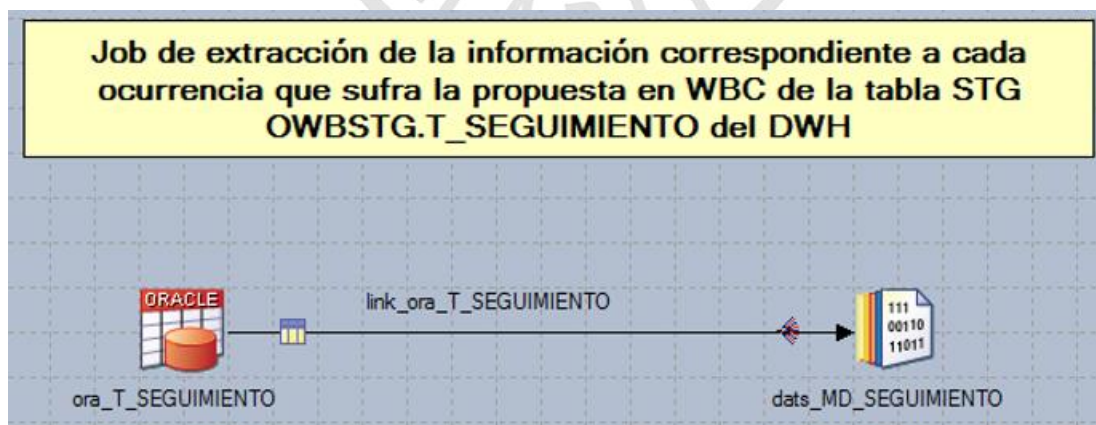 Job de extracción de la información correspondiente a cada
ocurrencia que sufra la propuesta en WBC de la tabla STG
OWBSTG.T_SEGUIMIENTO del DWH
ORACLE
link_ora_T_SEGUIMIENTO
111
00110
11011
ora_T_SEGUIMIENTO
dats_MD_SEGUIMIENTO